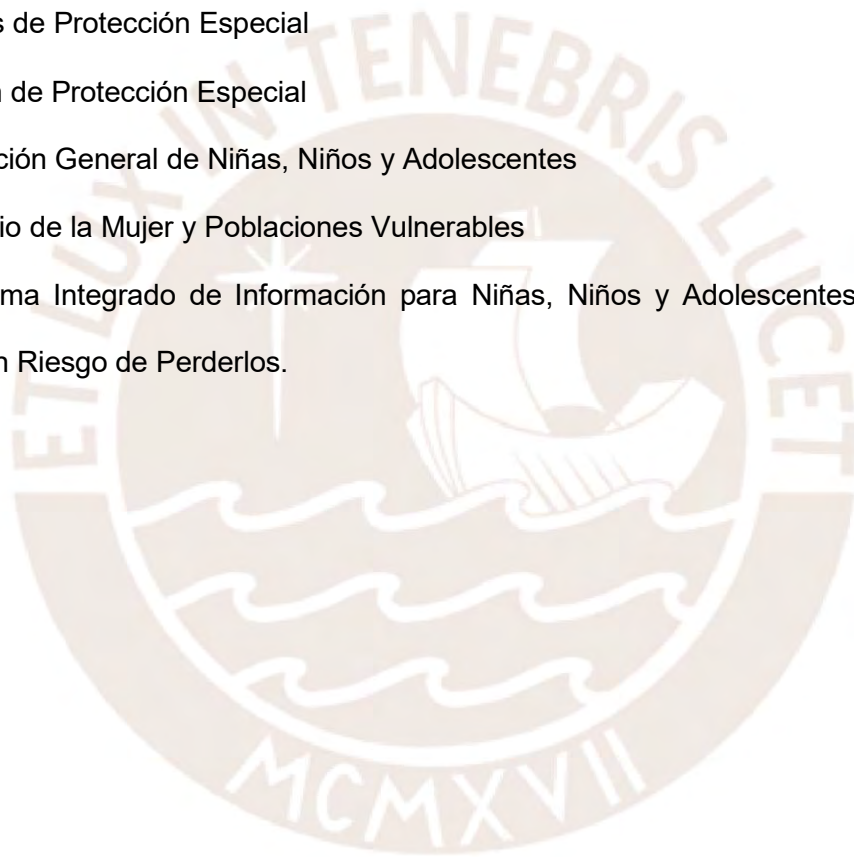 s de Protección Especial
n de Protección Especial
ción General de Niñas, Niños y Adolescentes
io de la Mujer y Poblaciones Vulnerables
ma Integrado de Información para Niñas, Niños y Adolescentes
n Riesgo de Perderlos.
ET LUX IN TENEBRIS LUCET
MCMXVII